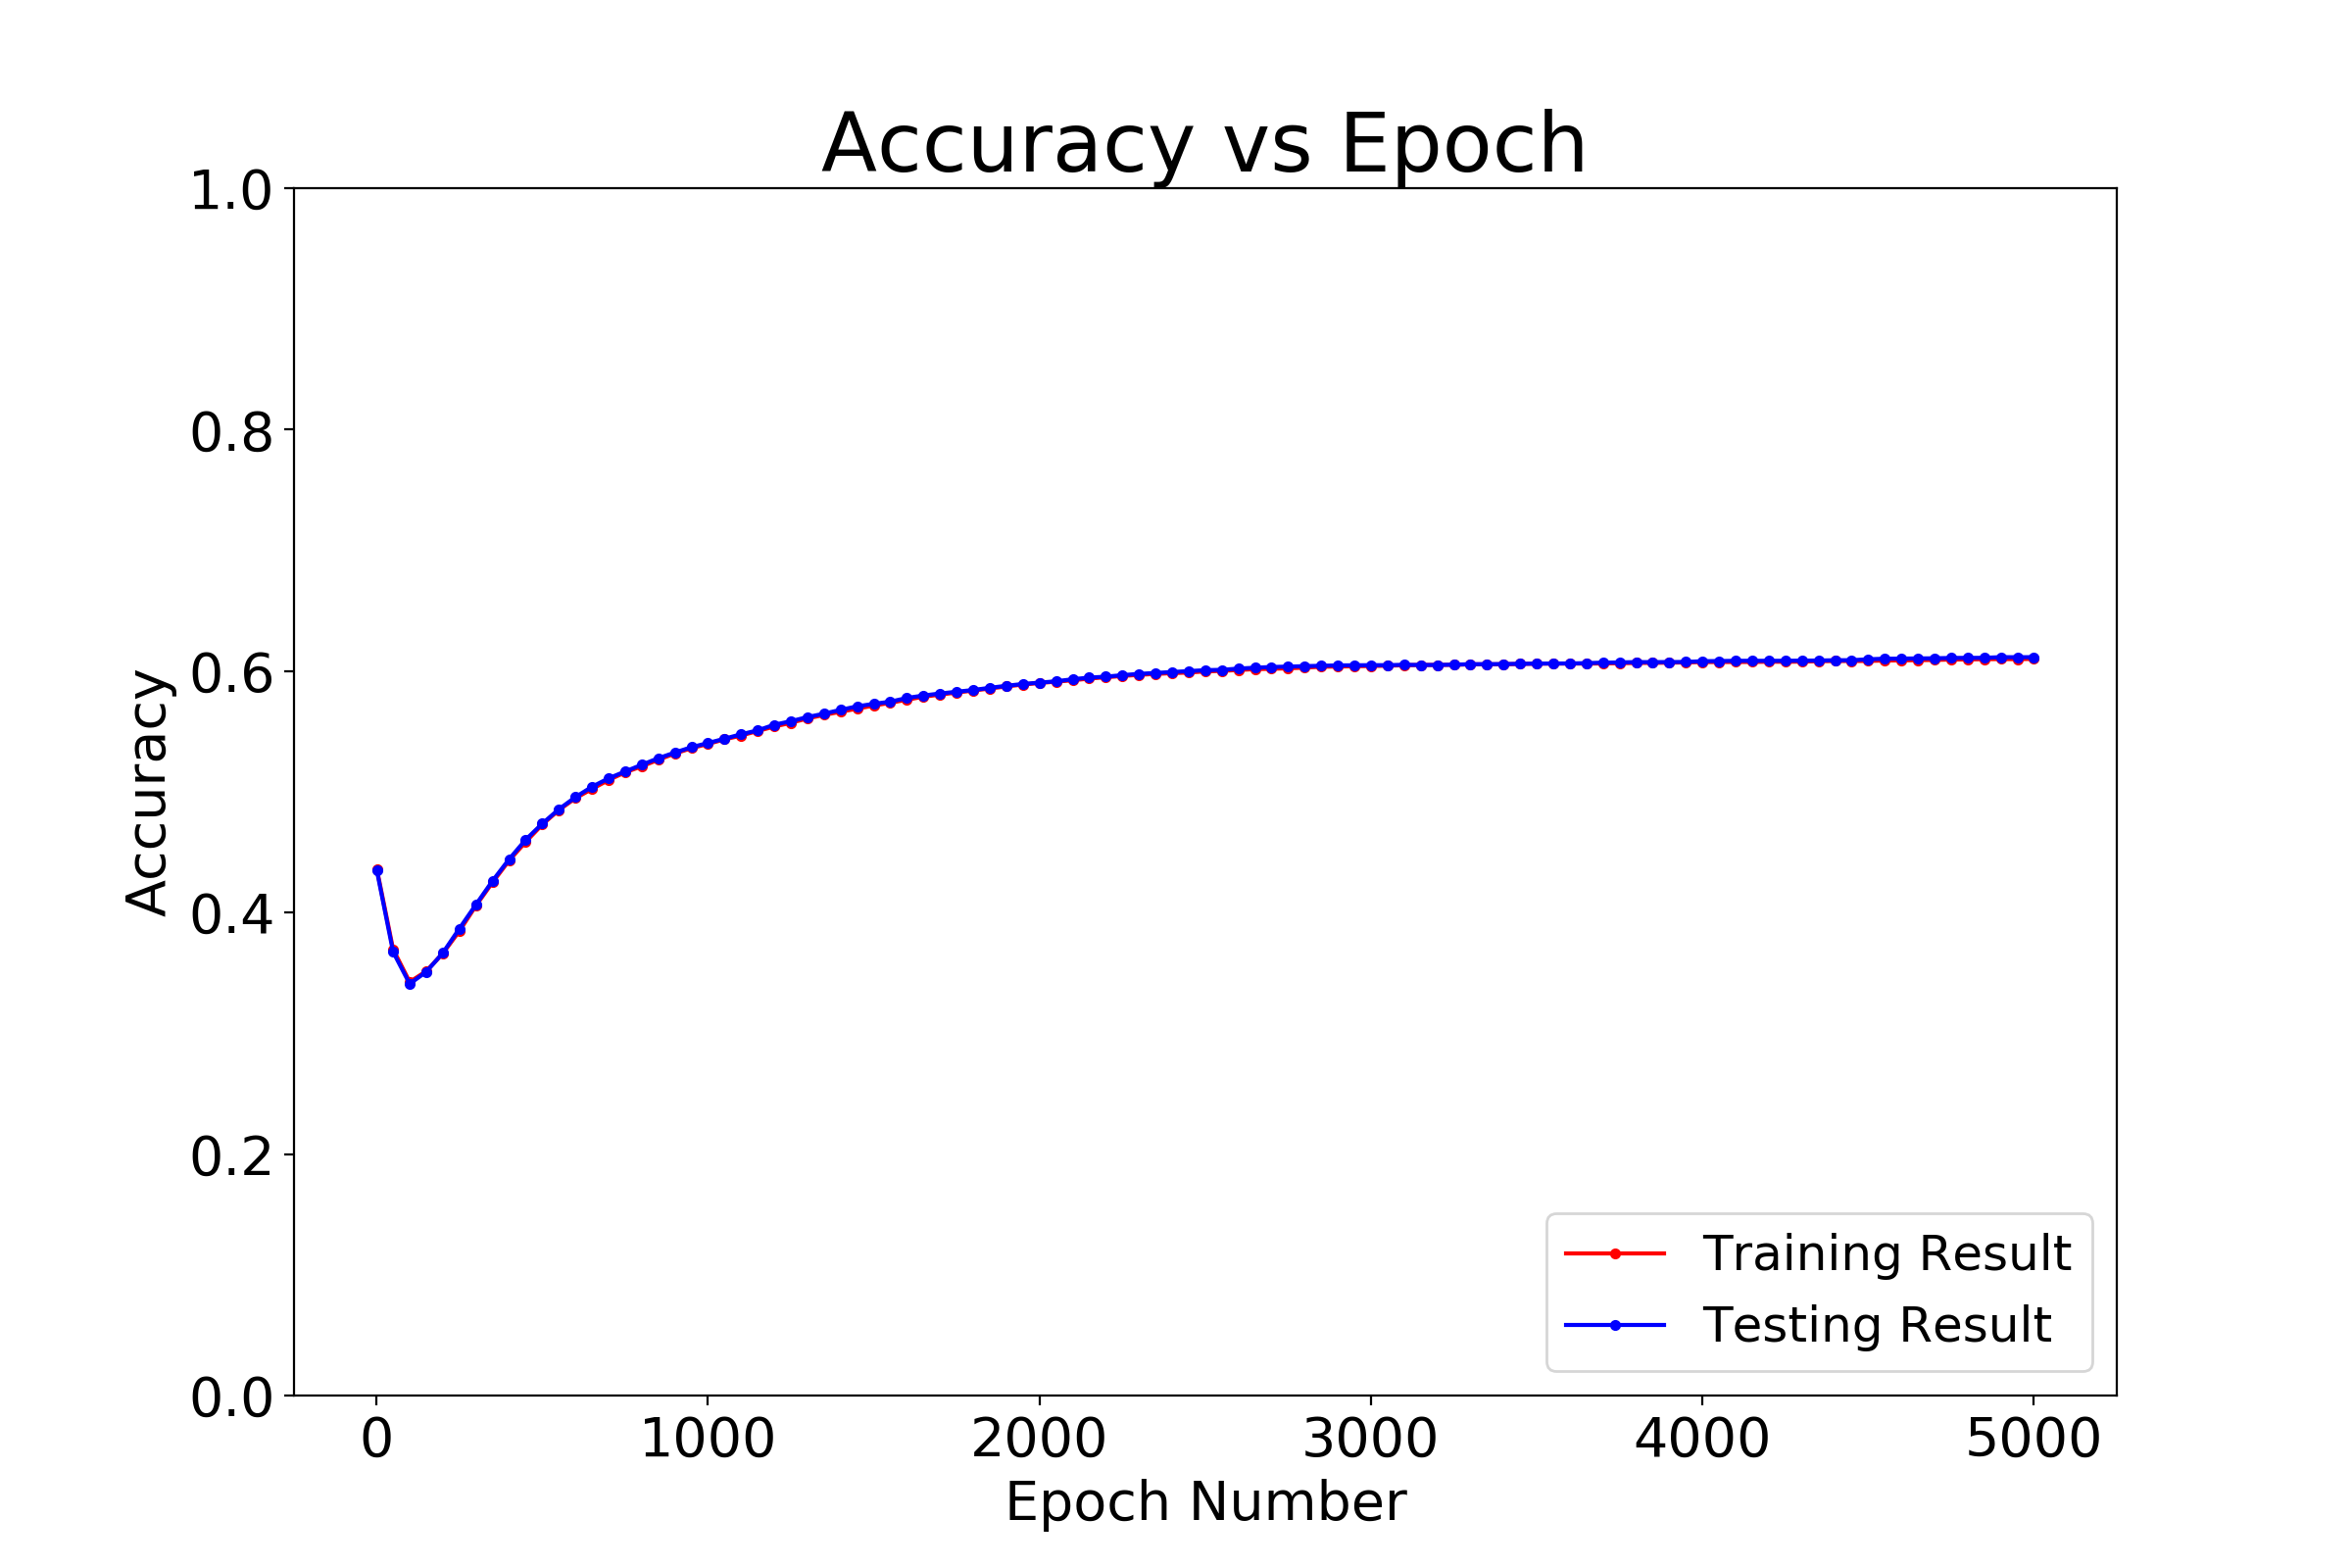 Accuracy vs Epoch
1.0
0.8
0.6
0.4
0.2
0.0
Accuracy
0 1000 2000 3000 4000 5000
Epoch Number
Training Result
Testing Result